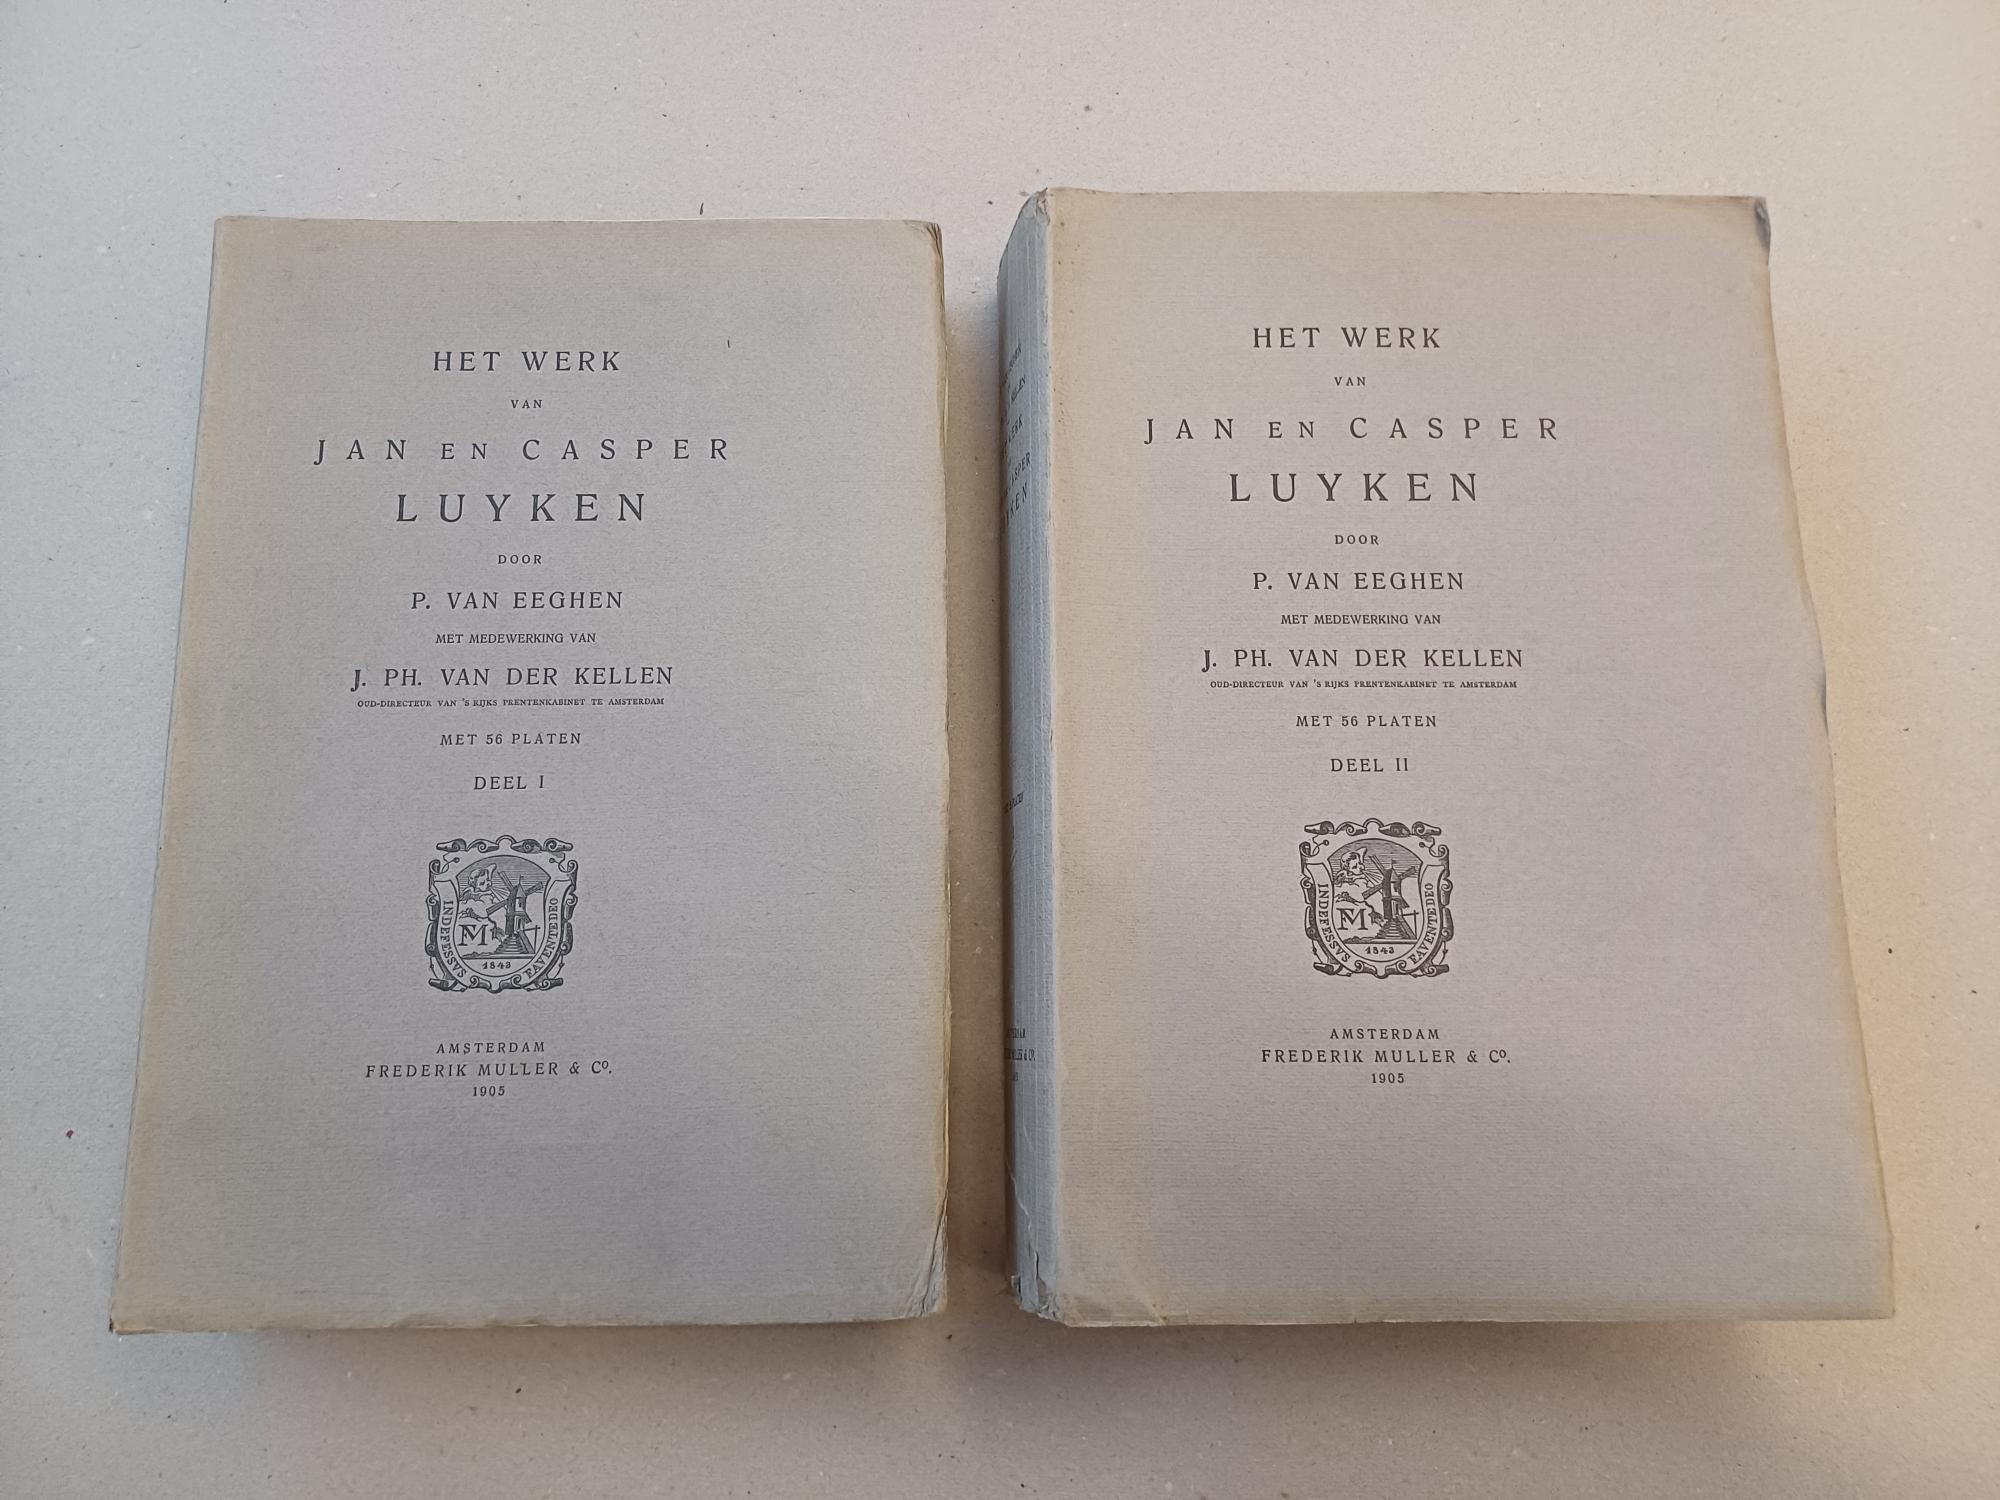 HET WERK
VAN
JAN EN CASPER
LUYKEN
DOOR
P. VAN EEGHEN
MET MEDEWERKING VAN
J. PH. VAN DER KELLEN
OUD-DIRECTEUR VAN 'S RIJKS PRENTENKABINET TE AMSTERDAM
MET 56 PLATEN
DEEL I
INDEFESSVS FAVENTE DEO
FM
1843
AMSTERDAM
FREDERIK MULLER & Cº.
1905
HET WERK
VAN
JAN EN CASPER
LUYKEN
DOOR
P. VAN EEGHEN
MET MEDEWERKING VAN
J. PH. VAN DER KELLEN
OUD-DIRECTEUR VAN 'S RIJKS PRENTENKABINET TE AMSTERDAM
MET 56 PLATEN
DEEL II
INDEFESSVS FAVENTE DEO
FM
1843
AMSTERDAM
FREDERIK MULLER & Cº.
1905